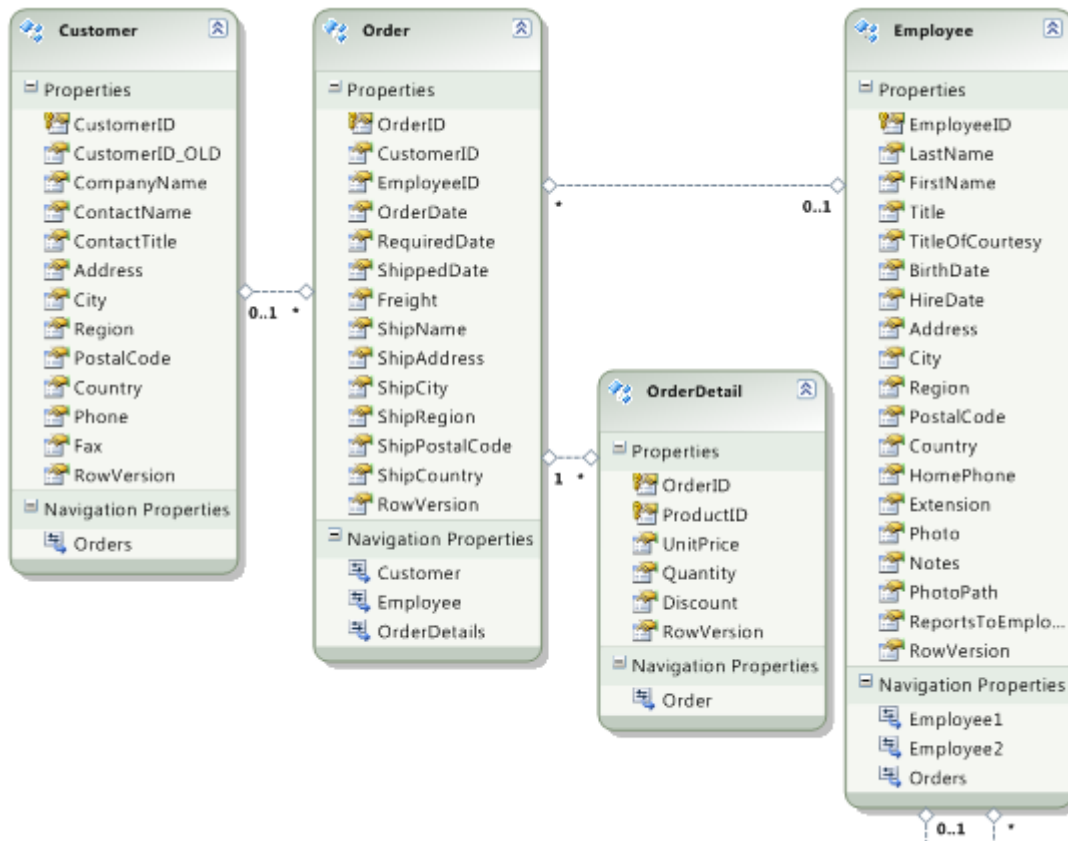 Customer
Properties
CustomerID
CustomerID_OLD
CompanyName
ContactName
ContactTitle
Address
City
Region
PostalCode
Country
Phone
Fax
RowVersion
Navigation Properties
Orders
0..1 *
Order
Properties
OrderID
CustomerID
EmployeeID
OrderDate
RequiredDate
ShippedDate
Freight
ShipName
ShipAddress
ShipCity
ShipRegion
ShipPostalCode
ShipCountry
RowVersion
Navigation Properties
Customer
Employee
OrderDetails
* 0..1
1 *
OrderDetail
Properties
OrderID
ProductID
UnitPrice
Quantity
Discount
RowVersion
Navigation Properties
Order
Employee
Properties
EmployeeID
LastName
FirstName
Title
TitleOfCourtesy
BirthDate
HireDate
Address
City
Region
PostalCode
Country
HomePhone
Extension
Photo
Notes
PhotoPath
ReportsToEmplo...
RowVersion
Navigation Properties
Employee1
Employee2
Orders
0..1 *